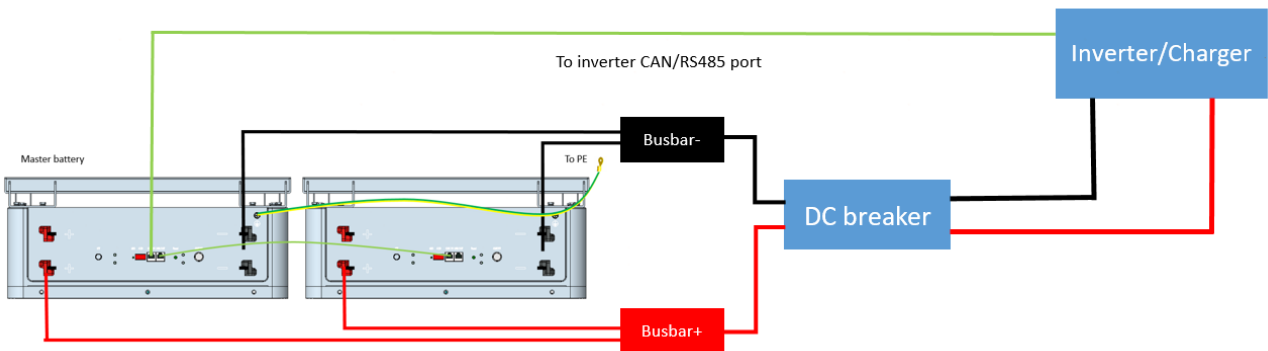 Inverter/Charger
To inverter CAN/RS485 port
Busbar-
Master battery
To PE
DC breaker
Busbar+